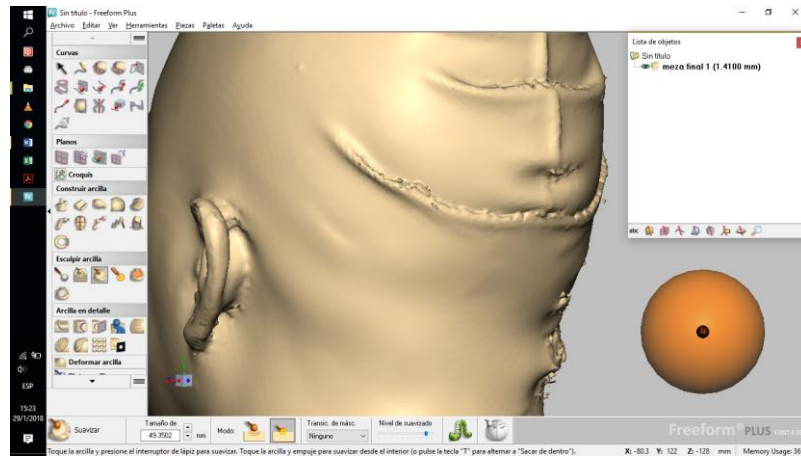 Sin título - Freeform Plus
Archivo Editar Ver Herramientas Piezas Paletas Ayuda
Curvas
Planos
Croquis
Construir arcilla
Esculpir arcilla
Arcilla en detalle
Deformar arcilla
Lista de objetos
Sin título
meza final 1 (1.4100 mm)
abc
ESP
15:23
29/1/2018
Suavizar
Tamaño de
49.3502 mm
Modo:
Transic. de másc.
Ninguno
Nivel de suavizado
Freeform® PLUS
Toque la arcilla y presione el interruptor de lápiz para suavizar. Toque la arcilla y empuje para suavizar desde el interior (o pulse la tecla "T" para alternar a "Sacar de dentro").
X: -80.3 Y: 122 Z: -128 mm Memory Usage: 36